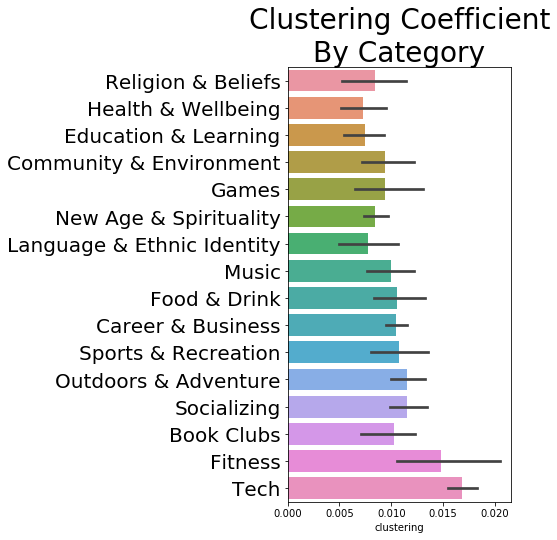 Clustering Coefficient
By Category
Religion & Beliefs
Health & Wellbeing
Education & Learning
Community & Environment
Games
New Age & Spirituality
Language & Ethnic Identity
Music
Food & Drink
Career & Business
Sports & Recreation
Outdoors & Adventure
Socializing
Book Clubs
Fitness
Tech
0.000 0.005 0.010 0.015 0.020
clustering